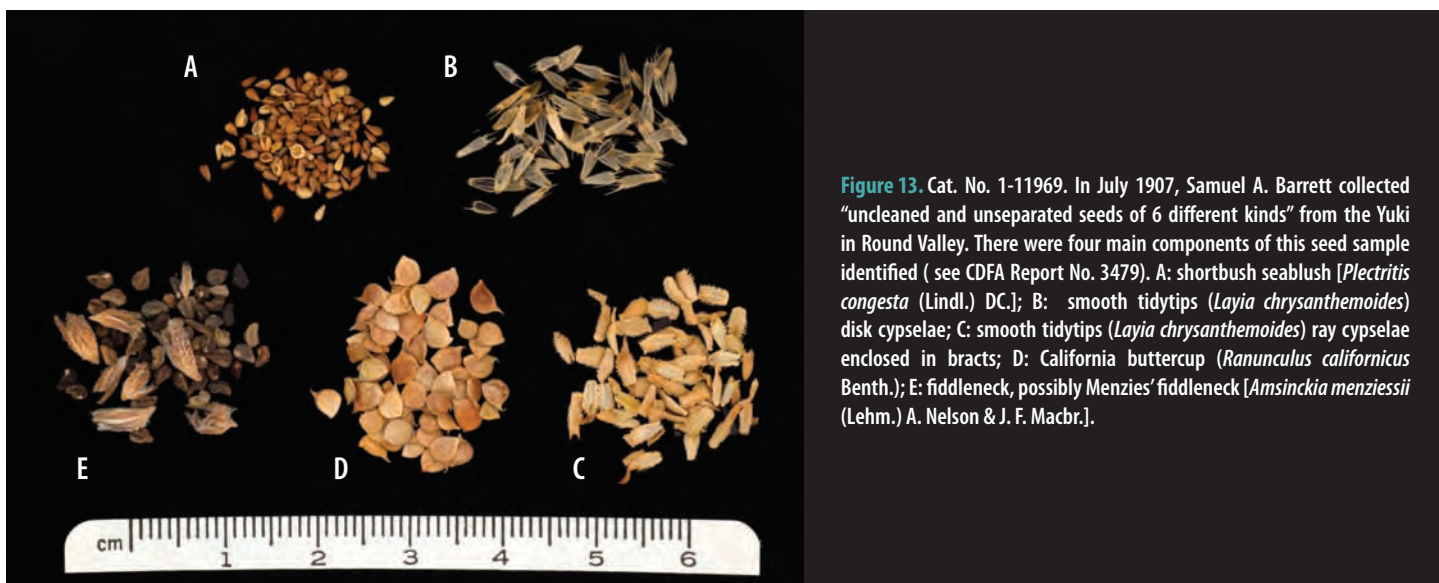 A
B
E
D
C
cm 1 2 3 4 5 6
Figure 13. Cat. No. 1-11969. In July 1907, Samuel A. Barrett collected
“uncleaned and unseparated seeds of 6 different kinds” from the Yuki
in Round Valley. There were four main components of this seed sample
identified ( see CDFA Report No. 3479). A: shortbush seablush [Plectritis
congesta (Lindl.) DC.]; B: smooth tidytips (Layia chrysanthemoides)
disk cypselae; C: smooth tidytips (Layia chrysanthemoides) ray cypselae
enclosed in bracts; D: California buttercup (Ranunculus californicus
Benth.); E: fiddleneck, possibly Menzies’ fiddleneck [Amsinckia menziessii
(Lehm.) A. Nelson & J. F. Macbr.].